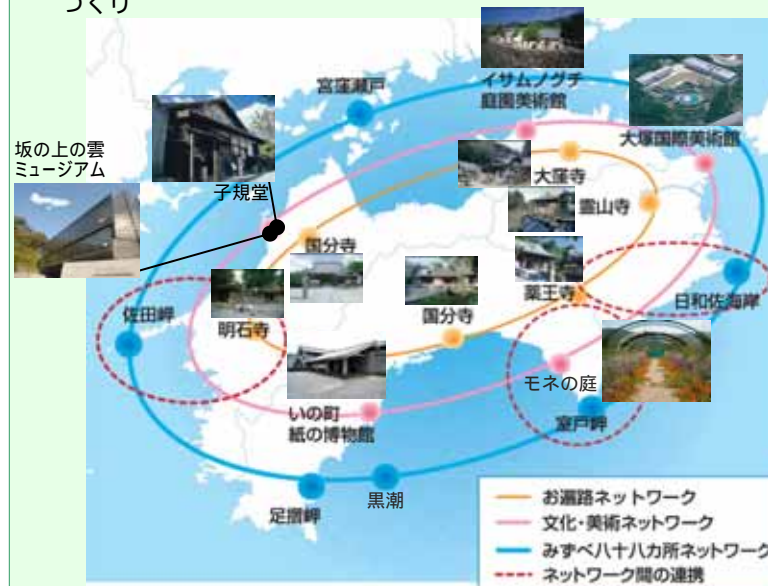 づくり
宮窪瀬戸
イサムノグチ
庭園美術館
大塚国際美術館
坂の上の雲
ミュージアム
子規堂
大窪寺
霊山寺
国分寺
薬王寺
日和佐海岸
佐田岬
明石寺
国分寺
モネの庭
いの町
紙の博物館
室戸岬
足摺岬
黒潮
お遍路ネットワーク
文化・美術ネットワーク
みずべ八十八カ所ネットワーク
ネットワーク間の連携